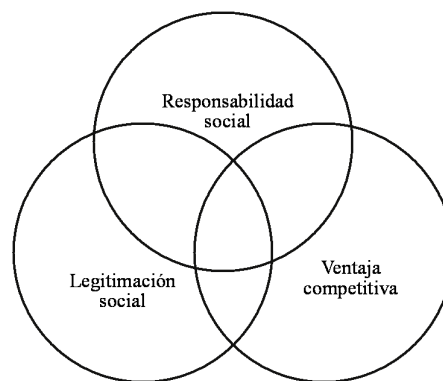 Responsabilidad
social
Legitimación
social
Ventaja
competitiva